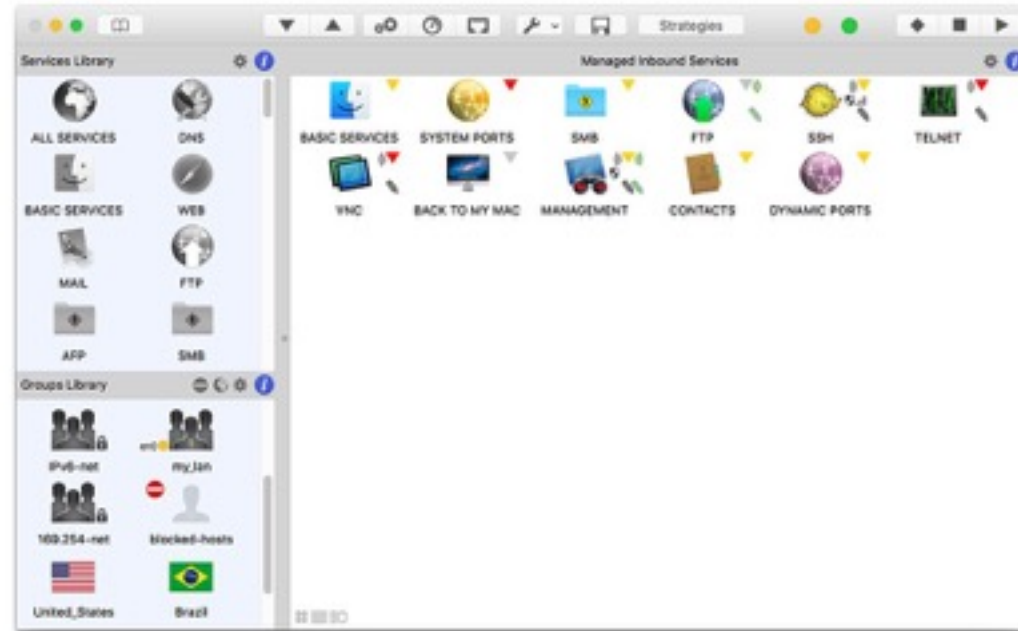 Strategies
Services Library
Managed Inbound Services
ALL SERVICES
DNS
BASIC SERVICES
WEB
MAIL
FTP
AFP
SMB
BASIC SERVICES
SYSTEM PORTS
SMB
FTP
SSH
TELNET
VNC
BACK TO MY MAC
MANAGEMENT
CONTACTS
DYNAMIC PORTS
Groups Library
IPv6-net
my_lan
169.254-net
blocked-hosts
United_States
Brazil